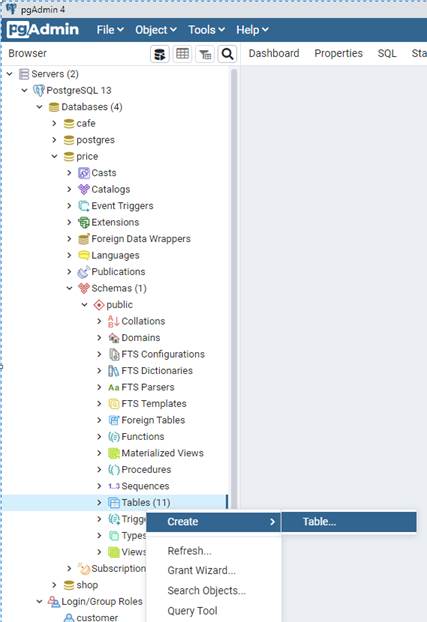 pgAdmin 4
pgAdmin File Object Tools Help
Browser Dashboard Properties SQL Sta
Servers (2)
PostgreSQL 13
Databases (4)
cafe
postgres
price
Casts
Catalogs
Event Triggers
Extensions
Foreign Data Wrappers
Languages
Publications
Schemas (1)
public
Collations
Domains
FTS Configurations
FTS Dictionaries
Aa FTS Parsers
FTS Templates
Foreign Tables
Functions
Materialized Views
Procedures
1..3 Sequences
Tables (11)
Trigge Create Table...
Types
Views Refresh...
Subscription Grant Wizard...
shop Search Objects...
Login/Group Roles Query Tool
customer